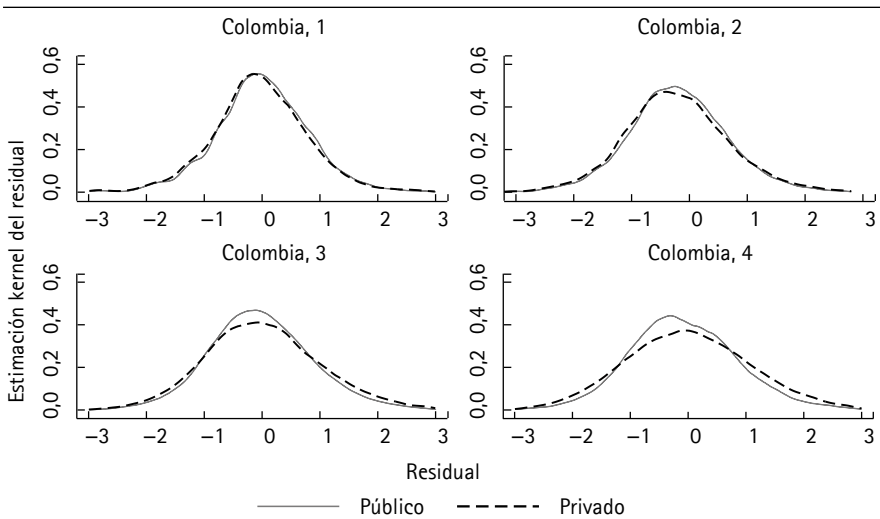 Colombia, 1
Colombia, 2
Estimación kernel del residual
0,6
0,4
0,2
0,0
−3 −2 −1 0 1 2 3
0,6
0,4
0,2
0,0
−3 −2 −1 0 1 2 3
Colombia, 3
Colombia, 4
0,6
0,4
0,2
0,0
−3 −2 −1 0 1 2 3
0,6
0,4
0,2
0,0
−3 −2 −1 0 1 2 3
Residual
Público
Privado